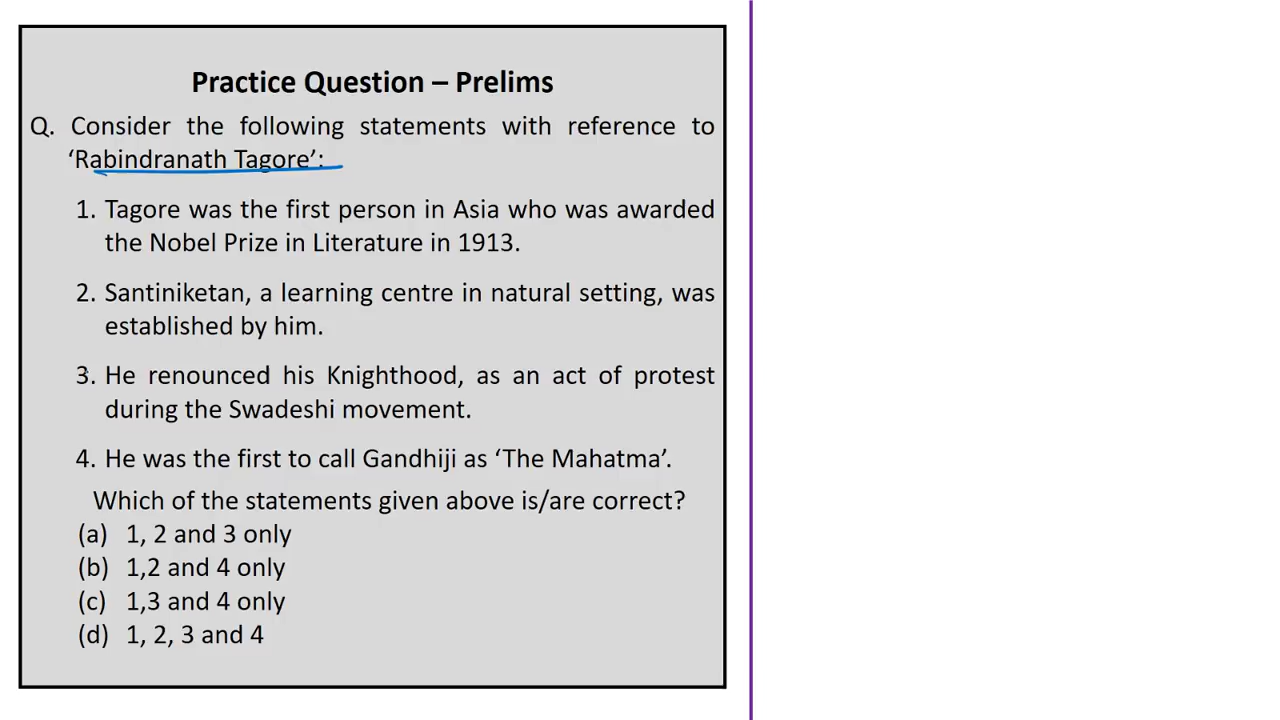 Practice Question – Prelims
Q. Consider the following statements with reference to
‘Rabindranath Tagore’:
1. Tagore was the first person in Asia who was awarded
the Nobel Prize in Literature in 1913.
2. Santiniketan, a learning centre in natural setting, was
established by him.
3. He renounced his Knighthood, as an act of protest
during the Swadeshi movement.
4. He was the first to call Gandhiji as ‘The Mahatma’.
Which of the statements given above is/are correct?
(a) 1, 2 and 3 only
(b) 1,2 and 4 only
(c) 1,3 and 4 only
(d) 1, 2, 3 and 4